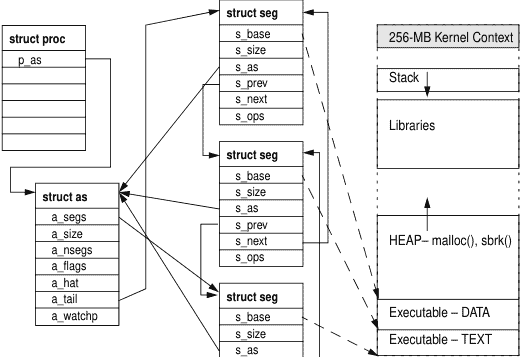 struct proc
p_as
struct as
a_segs
a_size
a_nsegs
a_flags
a_hat
a_tail
a_watchp
struct seg
s_base
s_size
s_as
s_prev
s_next
s_ops
struct seg
s_base
s_size
s_as
s_prev
s_next
s_ops
struct seg
s_base
s_size
s_as
256-MB Kernel Context
Stack
Libraries
HEAP– malloc(), sbrk()
Executable – DATA
Executable – TEXT